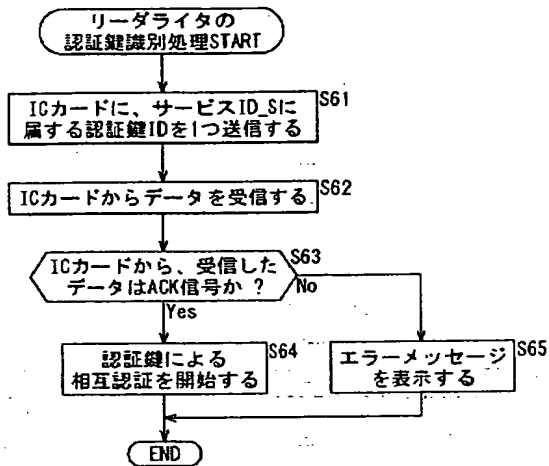 リーダライタの
認証鍵識別処理START
ICカードに、サービスID_Sに
属する認証鍵IDを1つ送信する
S61
ICカードからデータを受信する
S62
ICカードから、受信した
データはACK信号か ?
S63
No
Yes
認証鍵による
相互認証を開始する
S64
エラーメッセージ
を表示する
S65
END